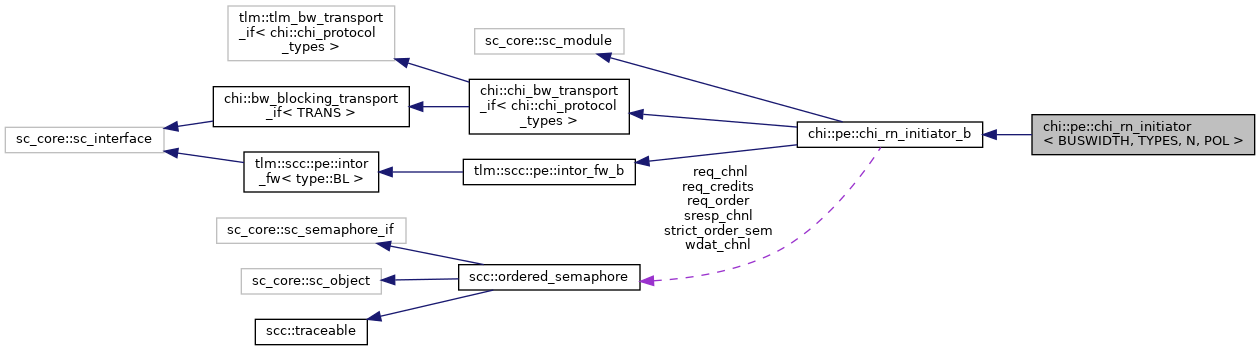 tlm::tlm_bw_transport
_if< chi::chi_protocol
_types >
sc_core::sc_module
chi::chi_bw_transport
_if< chi::chi_protocol
_types >
chi::bw_blocking_transport
_if< TRANS >
sc_core::sc_interface
chi::pe::chi_rn_initiator_b
chi::pe::chi_rn_initiator
< BUSWIDTH, TYPES, N, POL >
tlm::scc::pe::intor
_fw< type::BL >
tlm::scc::pe::intor_fw_b
req_chnl
req_credits
req_order
sresp_chnl
strict_order_sem
wdat_chnl
sc_core::sc_semaphore_if
sc_core::sc_object
scc::ordered_semaphore
scc::traceable